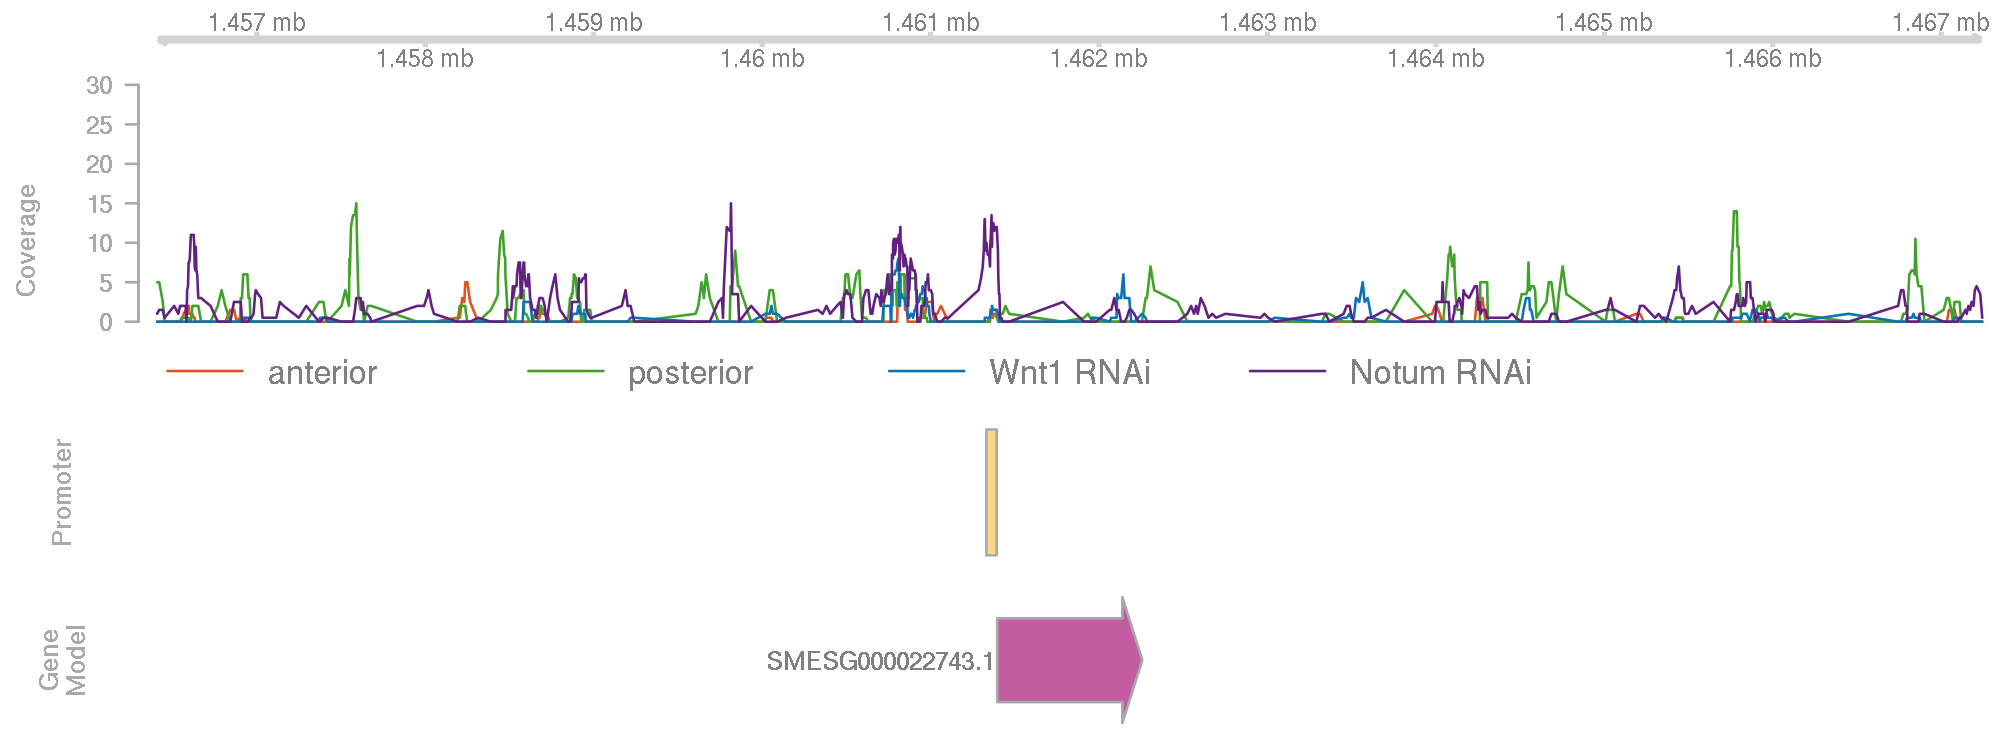 1.457 mb 1.459 mb 1.461 mb 1.463 mb 1.465 mb 1.467 mb
1.458 mb 1.46 mb 1.462 mb 1.464 mb 1.466 mb
30
25
20
15
10
5
0
Coverage
anterior posterior Wnt1 RNAi Notum RNAi
Promoter
Gene
Model
SMESG000022743.1